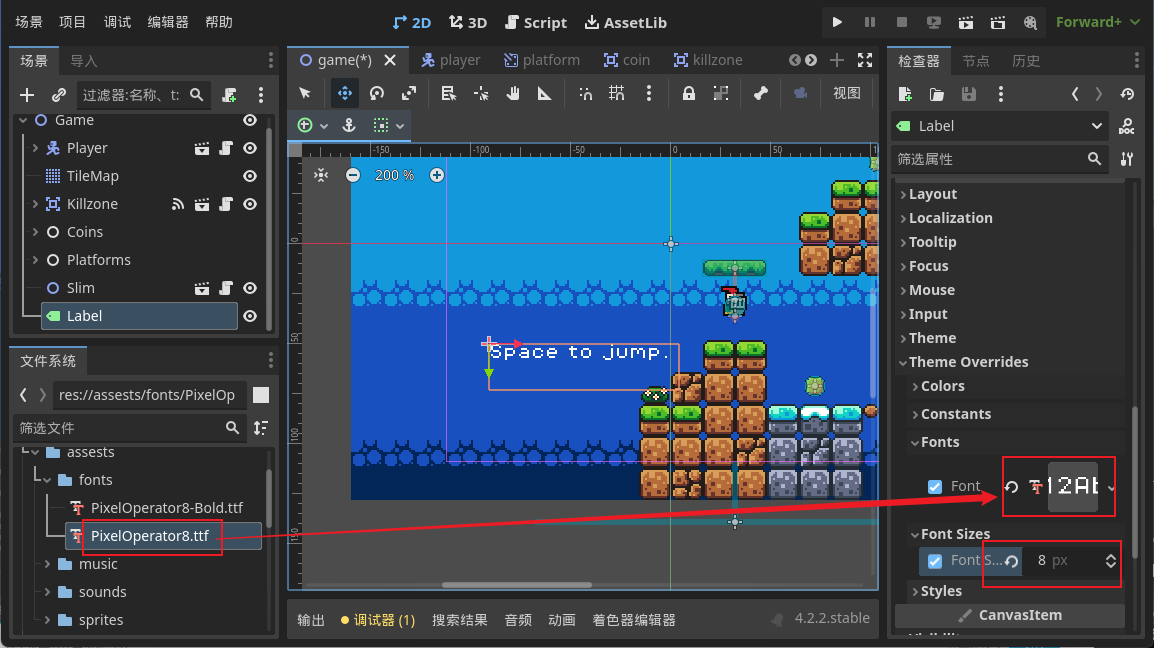 场景 项目 调试 编辑器 帮助 2D 3D Script AssetLib Forward+
场景 导入
过滤器:名称、t:
Game
Player
TileMap
Killzone
Coins
Platforms
Slim
Label
文件系统
res://assests/fonts/PixelOp
筛选文件
assests
fonts
PixelOperator8-Bold.ttf
PixelOperator8.ttf
music
sounds
sprites
game(*) player platform coin killzone
视图
-150 -100 -50 0 50
200 %
0
50
100
150
Space to jump.
输出 调试器 (1) 搜索结果 音频 动画 着色器编辑器 4.2.2.stable
检查器 节点 历史
Label
DOC
筛选属性
Layout
Localization
Tooltip
Focus
Mouse
Input
Theme
Theme Overrides
Colors
Constants
Fonts
Font 12Ab
Font Sizes
Font S... 8 px
Styles
CanvasItem